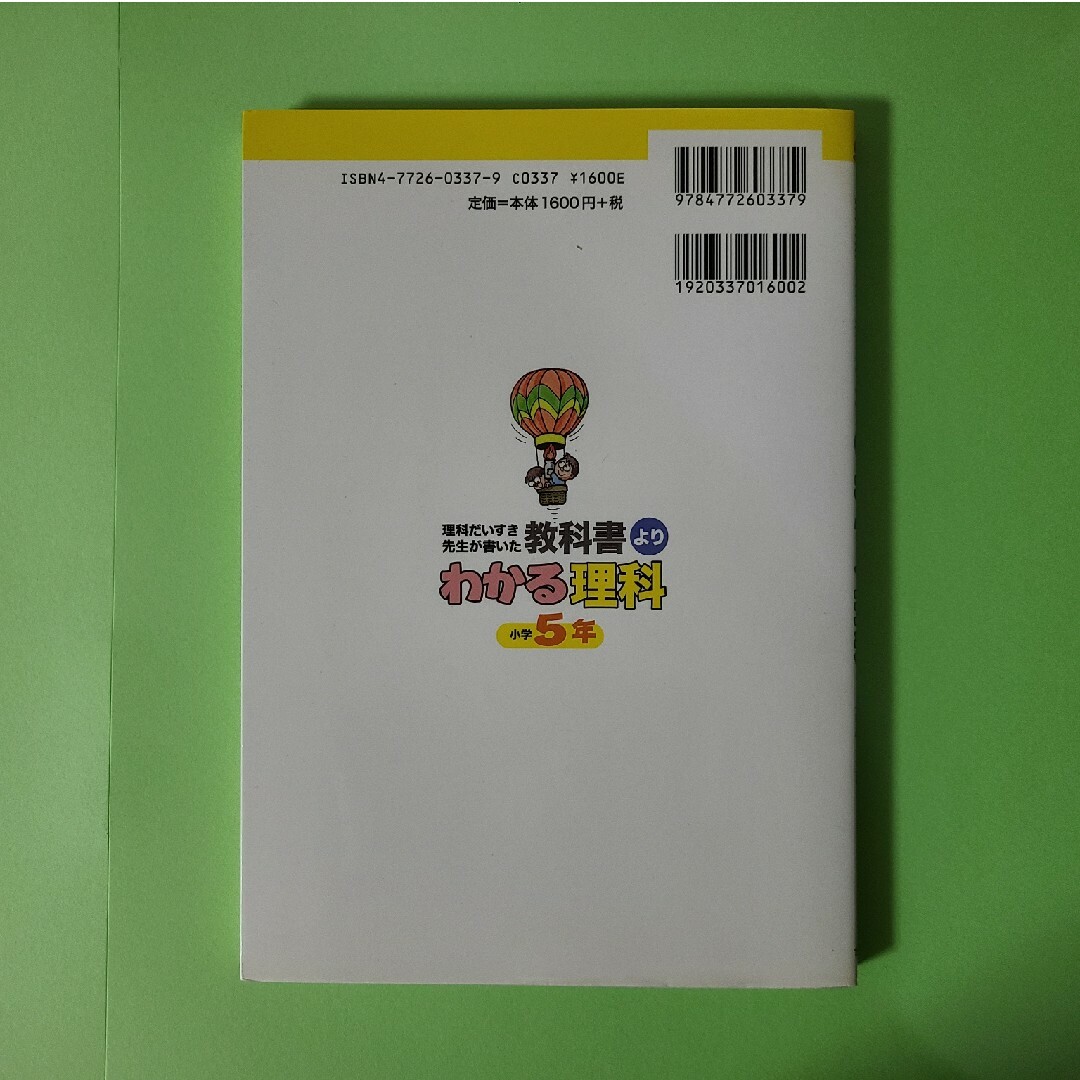 ISBN4-7726-0337-9 C0337 ¥1600E
定価=本体1600円+税
9784772603379
1920337016002
理科だいすき
先生が書いた
教科書より
わかる理科
小学5年